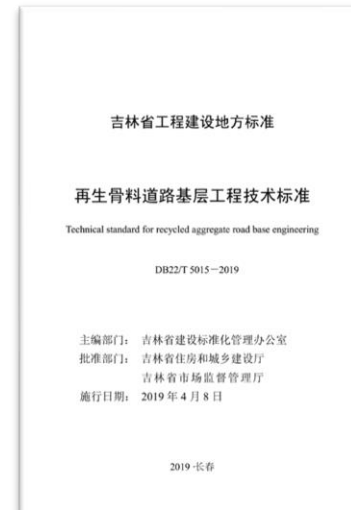 吉林省工程建设地方标准
再生骨料道路基层工程技术标准
Technical standard for recycled aggregate road base engineering
DB22/T 5015－2019
主编部门： 吉林省建设标准化管理办公室
批准部门： 吉林省住房和城乡建设厅
吉林省市场监督管理厅
施行日期： 2019 年 4 月 8 日
2019 ·长春